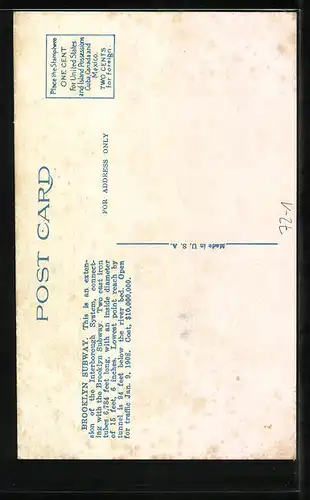 BROOKLYN SUBWAY. This is an exten-
sion of the Interborough System, connect-
ing with the Brooklyn Subway. Two cast iron
tubes 6,784 feet long, with an inside diameter
of 15 feet, 6 inches. Lowest point reach by
tunnel is 94 feet below the river bed. Open
for traffic Jan. 9, 1908. Cost, $10,000,000.
POST CARD
FOR ADDRESS ONLY
Place the Stamp here
ONE CENT
For United States
and Island Possessions
Cuba, Canada and
Mexico.
TWO CENTS
for foreign.
Made in U. S. A.
72-1